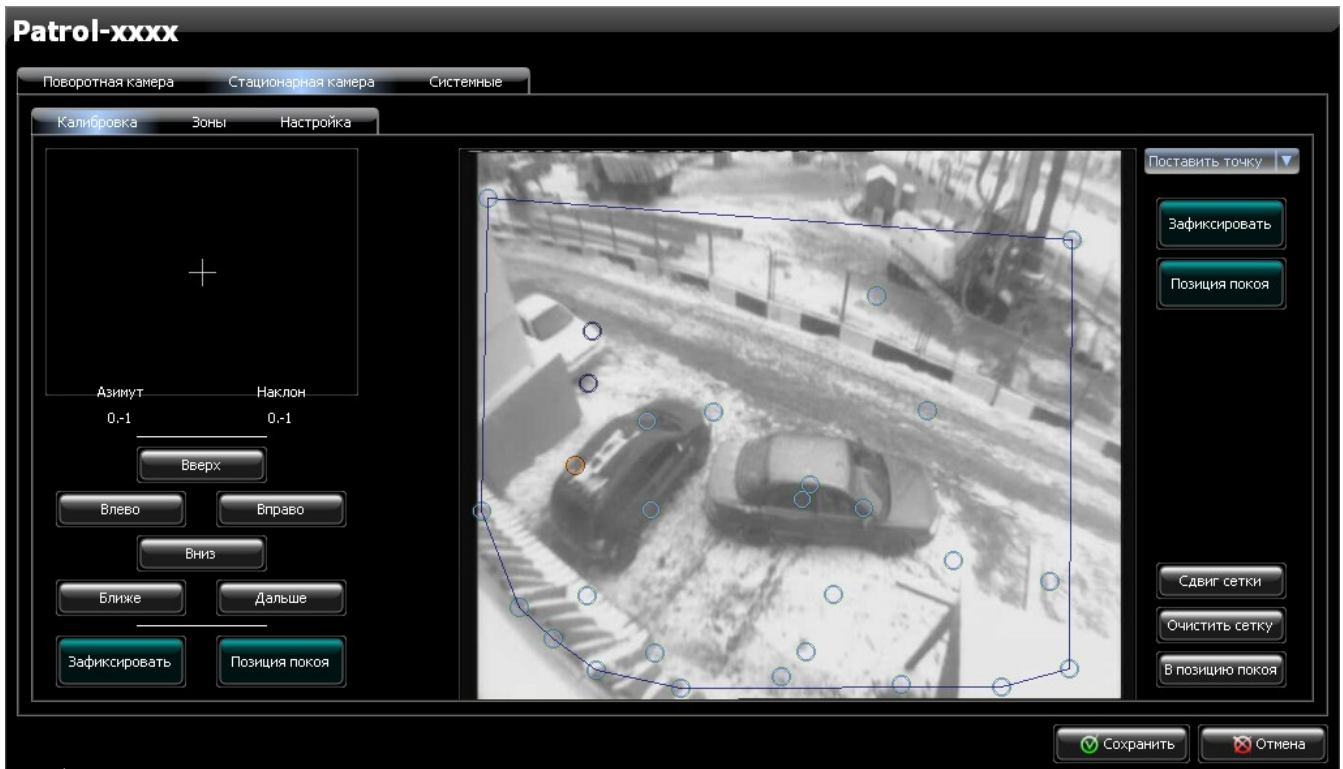 Patrol-xxxx
Поворотная камера Стационарная камера Системные
Калибровка Зоны Настройка
Поставить точку
Зафиксировать
Позиция покоя
Азимут Наклон
0.-1 0.-1
Вверх
Влево Вправо
Вниз
Ближе Дальше
Зафиксировать Позиция покоя
Сдвиг сетки
Очистить сетку
В позицию покоя
Сохранить Отмена